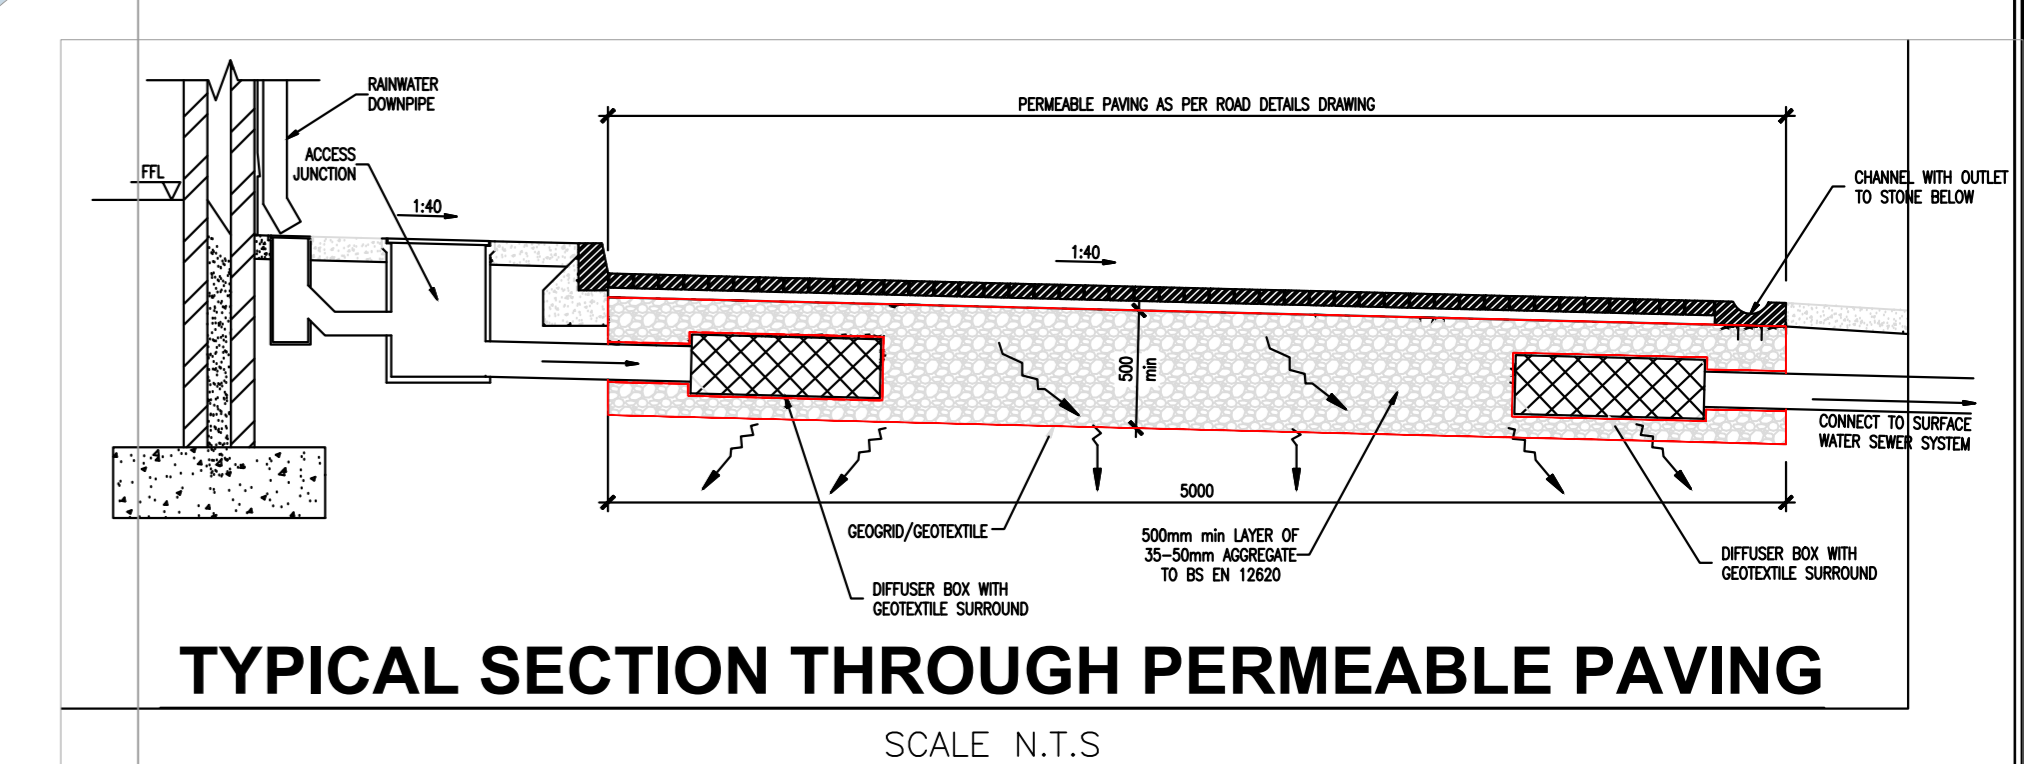 RAINWATER
DOWNPIPE
PERMEABLE PAVING AS PER ROAD DETAILS DRAWING
ACCESS
JUNCTION
FFL
CHANNEL WITH OUTLET
TO STONE BELOW
1:40
1:40
500
min
CONNECT TO SURFACE
WATER SEWER SYSTEM
5000
GEOGRID/GEOTEXTILE
500mm min LAYER OF
35-50mm AGGREGATE
TO BS EN 12620
DIFFUSER BOX WITH
GEOTEXTILE SURROUND
DIFFUSER BOX WITH
GEOTEXTILE SURROUND
TYPICAL SECTION THROUGH PERMEABLE PAVING
SCALE N.T.S